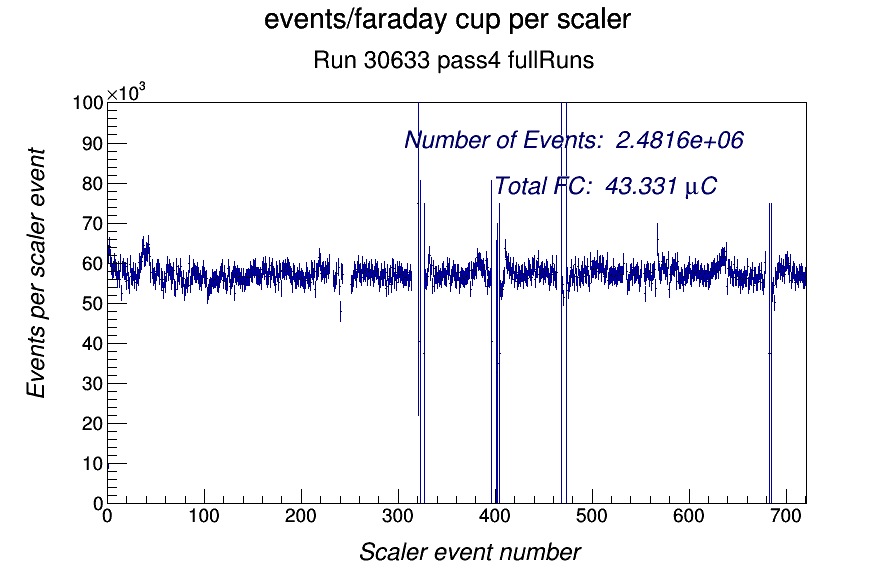 events/faraday cup per scaler
Run 30633 pass4 fullRuns
×10³
100
90
80
70
60
50
40
30
20
10
0
Events per scaler event
Number of Events: 2.4816e+06
Total FC: 43.331 μC
0 100 200 300 400 500 600 700
Scaler event number